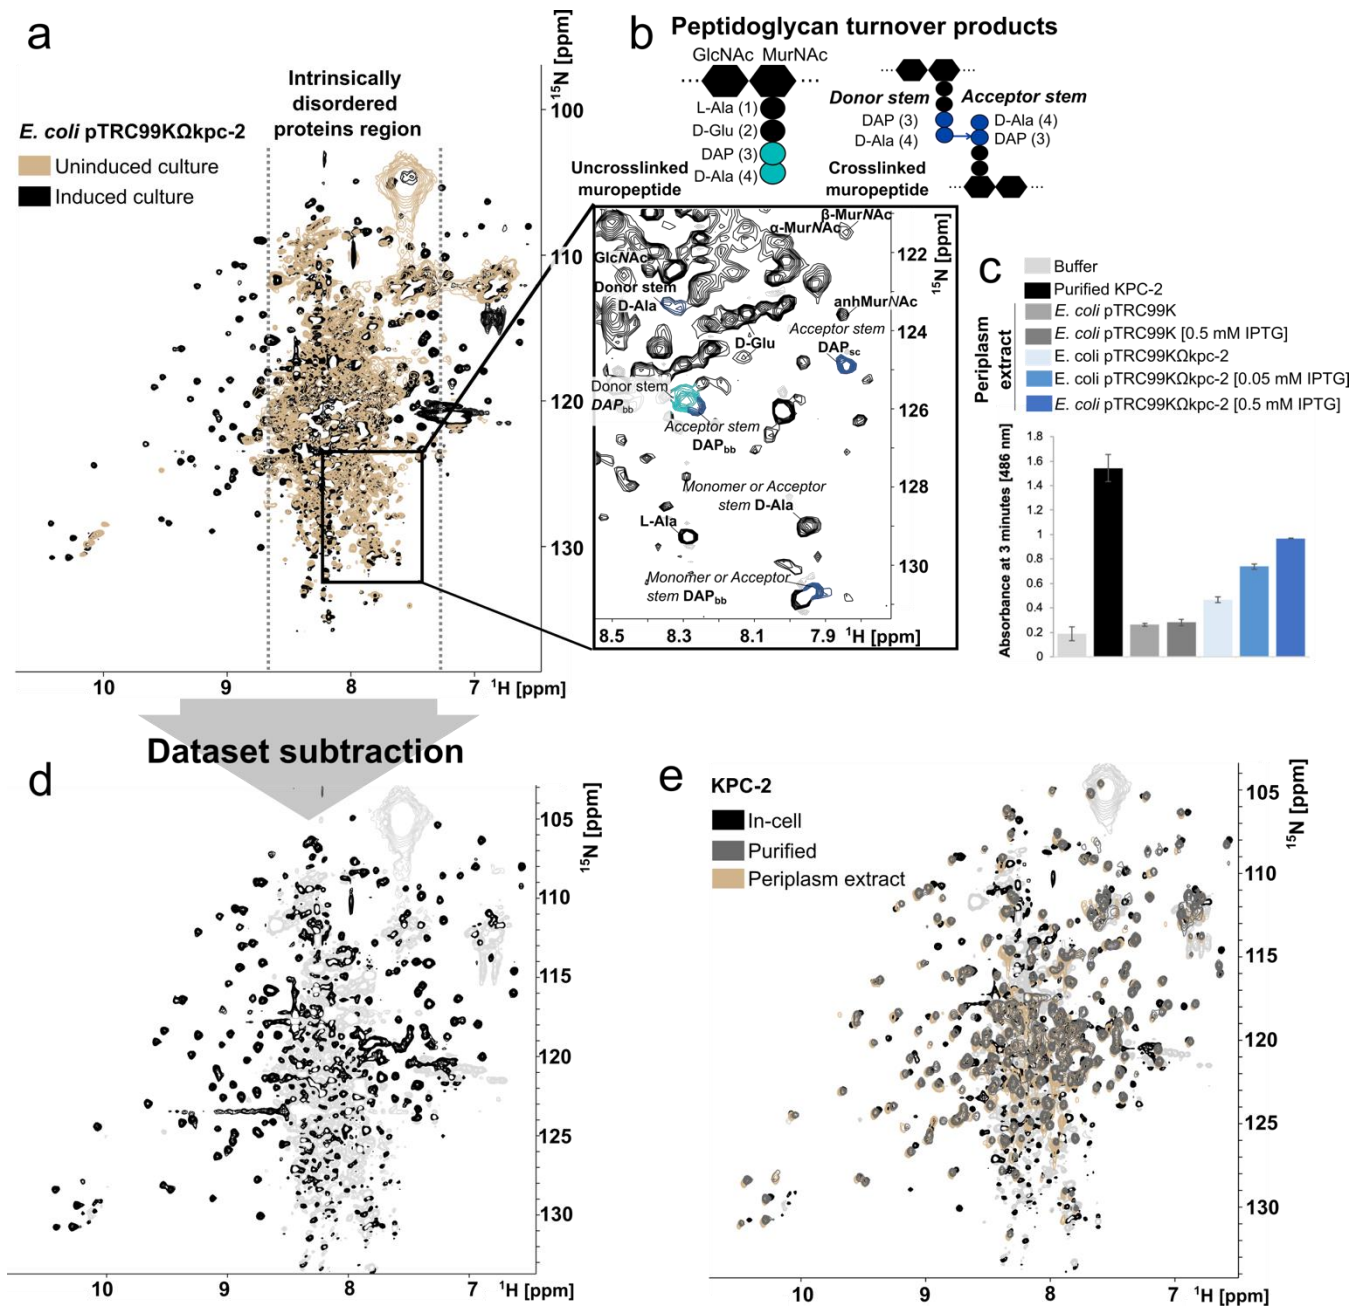 a
E. coli pTRC99KΩkpc-2
Uninduced culture
Induced culture
Intrinsically
disordered
proteins region
15N [ppm]
100
110
120
130
10
9
8
7
1H [ppm]
b
Peptidoglycan turnover products
GlcNAc MurNAc
L-Ala (1)
D-Glu (2)
DAP (3)
D-Ala (4)
Uncrosslinked
muropeptide
Donor stem
DAP (3)
D-Ala (4)
Acceptor stem
D-Ala (4)
DAP (3)
Crosslinked
muropeptide
β-MurNAc
α-MurNAc
GlcNAc
Donor stem
D-Ala
anhMurNAc
D-Glu
Acceptor stem
DAPsc
Donor stem
DAPbb
Acceptor stem
DAPbb
Monomer or Acceptor
stem D-Ala
L-Ala
Monomer or Acceptor
stem DAPbb
15N [ppm]
122
124
126
128
130
8.5
8.3
8.1
7.9
1H [ppm]
c
Buffer
Purified KPC-2
E. coli pTRC99K
E. coli pTRC99K [0.5 mM IPTG]
E. coli pTRC99KΩkpc-2
E. coli pTRC99KΩkpc-2 [0.05 mM IPTG]
E. coli pTRC99KΩkpc-2 [0.5 mM IPTG]
Periplasm
extract
Absorbance at 3 minutes [486 nm]
1.8
1.6
1.4
1.2
1
0.8
0.6
0.4
0.2
0
Dataset subtraction
d
15N [ppm]
105
110
115
120
125
130
10
9
8
7
1H [ppm]
e
KPC-2
In-cell
Purified
Periplasm extract
15N [ppm]
105
110
115
120
125
130
10
9
8
7
1H [ppm]